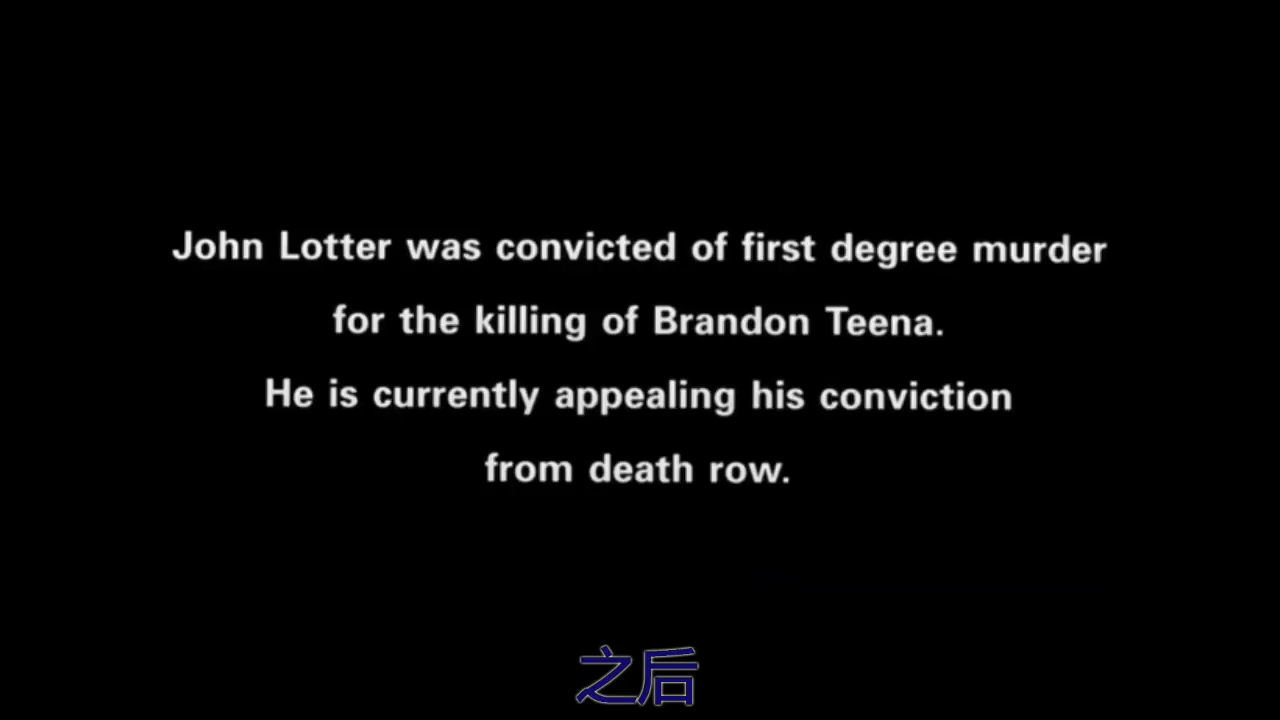 John Lotter was convicted of first degree murder
for the killing of Brandon Teena.
He is currently appealing his conviction
from death row.
之后